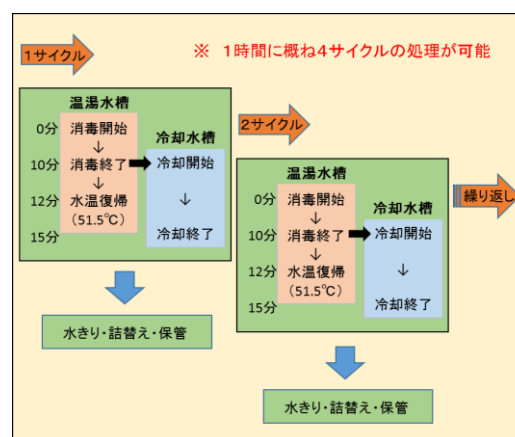 ※ 1時間に概ね4サイクルの処理が可能
1サイクル
温湯水槽
冷却水槽
0分 消毒開始
↓
10分 消毒終了 ➡ 冷却開始
↓ ↓
12分 水温復帰
(51.5℃)
15分 冷却終了
水きり・詰替え・保管
2サイクル
温湯水槽
冷却水槽
0分 消毒開始
↓
10分 消毒終了 ➡ 冷却開始
↓ ↓
12分 水温復帰
(51.5℃)
15分 冷却終了
水きり・詰替え・保管
繰り返し